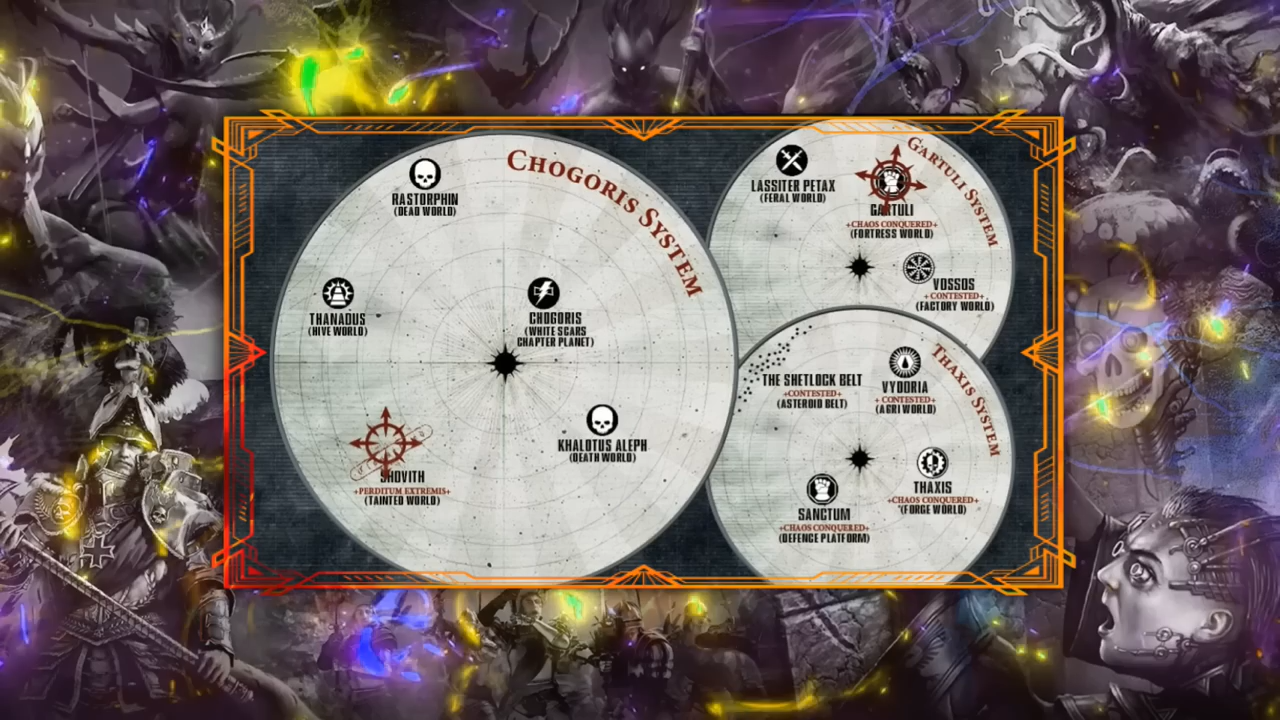 CHOGORIS SYSTEM
RASTORPHIN
(DEAD WORLD)
THANADUS
(HIVE WORLD)
CHOGORIS
(WHITE SCARS
CHAPTER PLANET)
KHALOTUS ALEPH
(DEATH WORLD)
SHOVITH
+PERDITUM EXTREMIS+
(TAINTED WORLD)
GARTULI SYSTEM
LASSITER PETAX
(FERAL WORLD)
GARTULI
+CHAOS CONQUERED+
(FORTRESS WORLD)
VOSSOS
+CONTESTED+
(FACTORY WORLD)
THAXIS SYSTEM
THE SHETLOCK BELT
+CONTESTED+
(ASTEROID BELT)
VYDORIA
+CONTESTED+
(AGRI WORLD)
THAXIS
+CHAOS CONQUERED+
(FORGE WORLD)
SANCTUM
+CHAOS CONQUERED+
(DEFENCE PLATFORM)